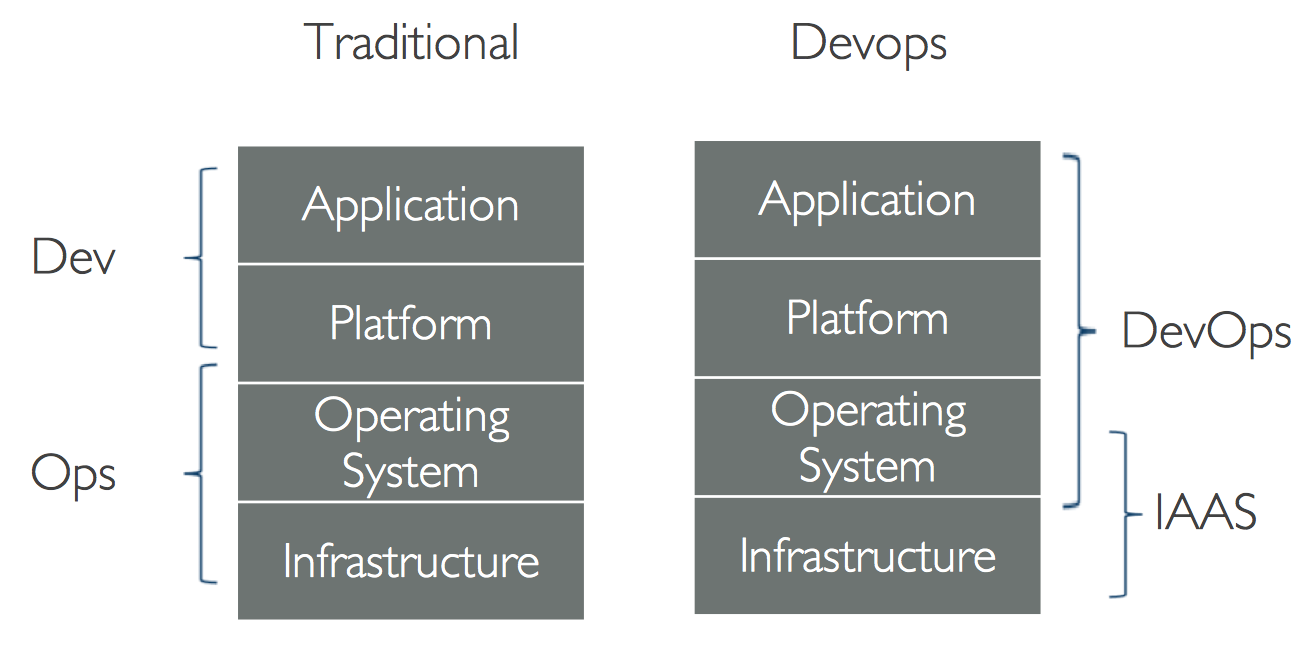 Traditional
Devops
Dev
Ops
Application
Platform
Operating
System
Infrastructure
Application
Platform
Operating
System
Infrastructure
DevOps
IAAS